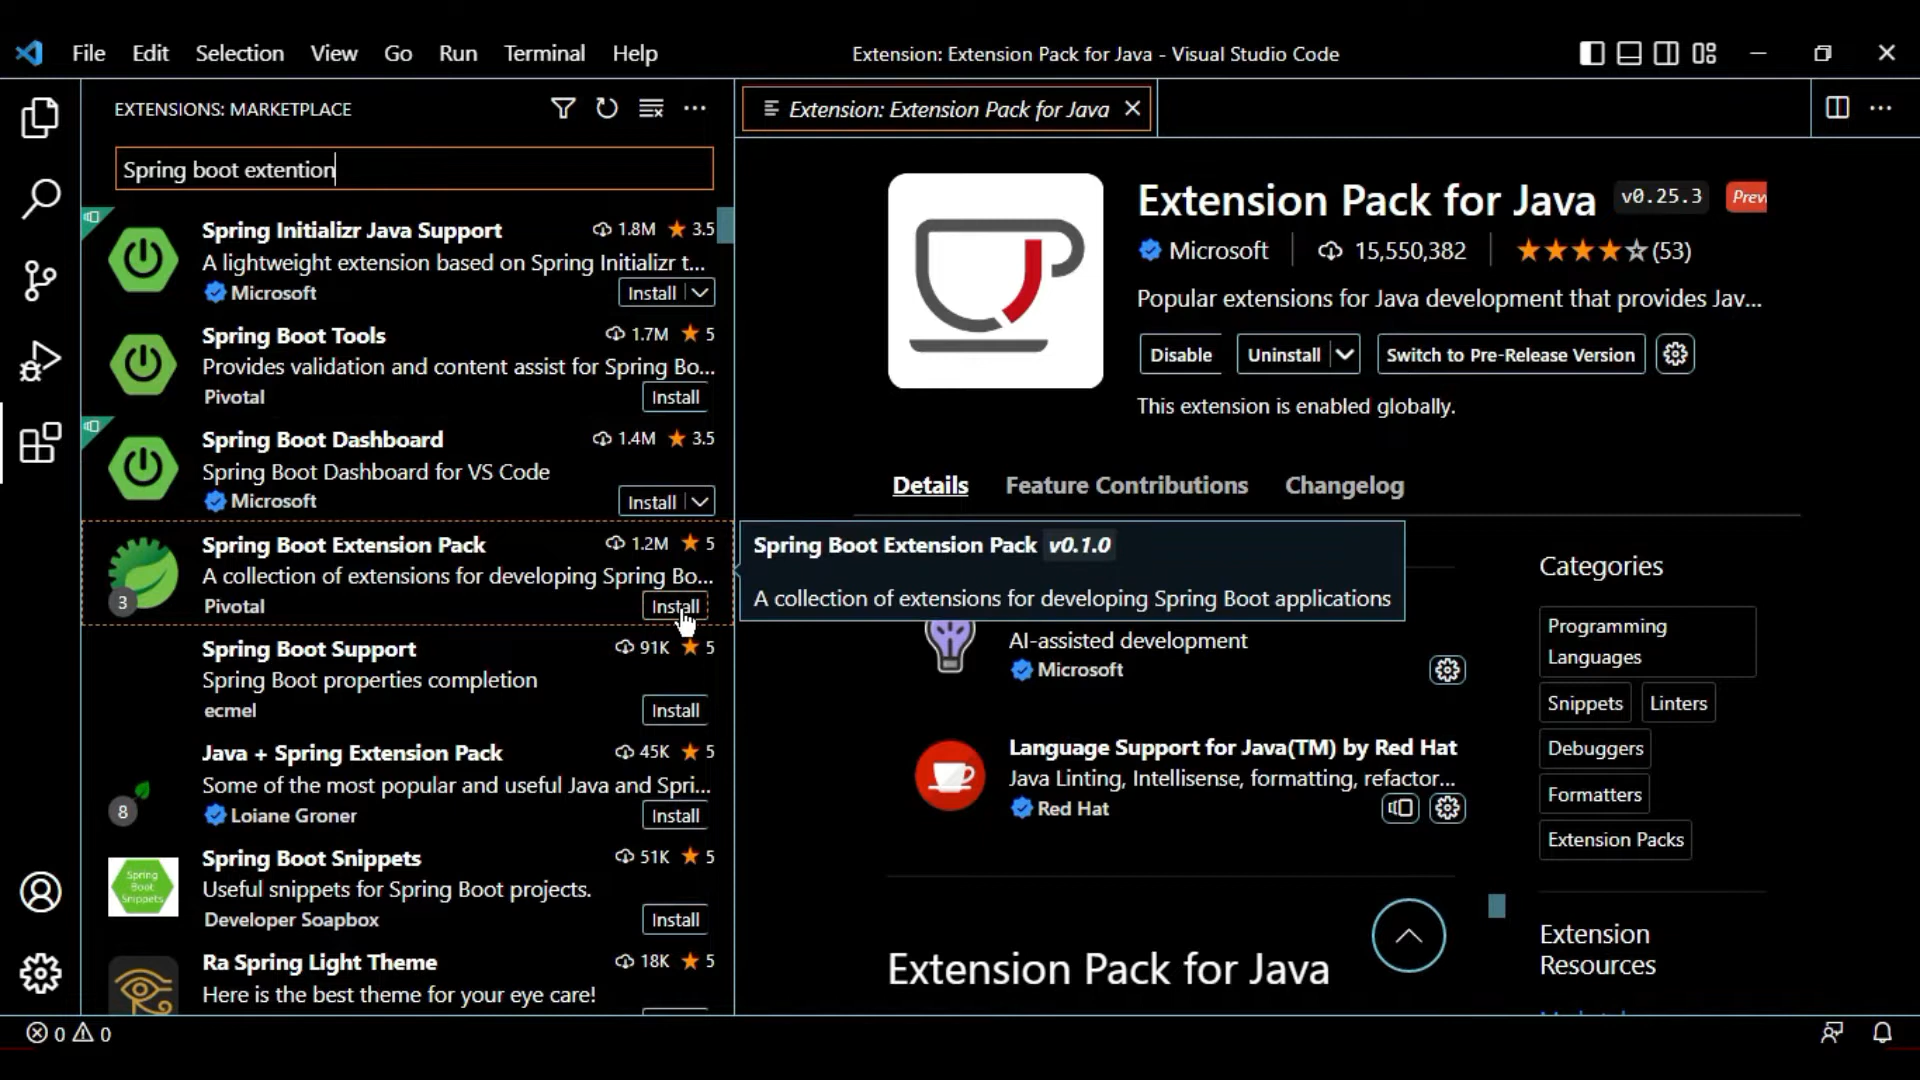 File Edit Selection View Go Run Terminal Help
Extension: Extension Pack for Java - Visual Studio Code
EXTENSIONS: MARKETPLACE
Spring boot extention
Spring Initializr Java Support 1.8M 3.5
A lightweight extension based on Spring Initializr t...
Microsoft
Install
Spring Boot Tools 1.7M 5
Provides validation and content assist for Spring Bo...
Pivotal
Install
Spring Boot Dashboard 1.4M 3.5
Spring Boot Dashboard for VS Code
Microsoft
Install
Spring Boot Extension Pack 1.2M 5
A collection of extensions for developing Spring Bo...
3
Pivotal
Install
Spring Boot Support 91K 5
Spring Boot properties completion
ecmel
Install
Java + Spring Extension Pack 45K 5
Some of the most popular and useful Java and Spri...
8
Loiane Groner
Install
Spring Boot Snippets 51K 5
Spring
Boot
Snippets
Useful snippets for Spring Boot projects.
Developer Soapbox
Install
Ra Spring Light Theme 18K 5
Here is the best theme for your eye care!
Extension: Extension Pack for Java
Extension Pack for Java v0.25.3
Microsoft 15,550,382 (53)
Popular extensions for Java development that provides Jav...
Disable Uninstall Switch to Pre-Release Version
This extension is enabled globally.
Details Feature Contributions Changelog
Spring Boot Extension Pack v0.1.0
A collection of extensions for developing Spring Boot applications
AI-assisted development
Microsoft
Language Support for Java(TM) by Red Hat
Java Linting, Intellisense, formatting, refactor...
Red Hat
Extension Pack for Java
Categories
Programming
Languages
Snippets Linters
Debuggers
Formatters
Extension Packs
Extension
Resources
0 0